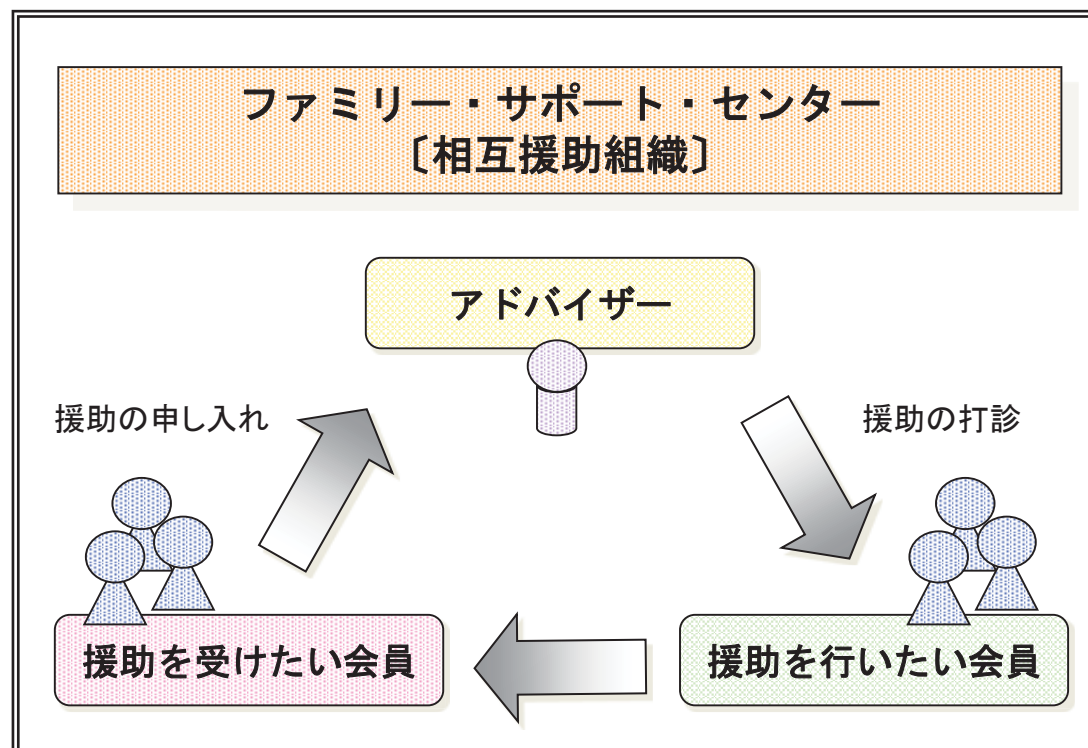 ファミリー・サポート・センター
〔相互援助組織〕
アドバイザー
援助の申し入れ
援助の打診
援助を受けたい会員
援助を行いたい会員